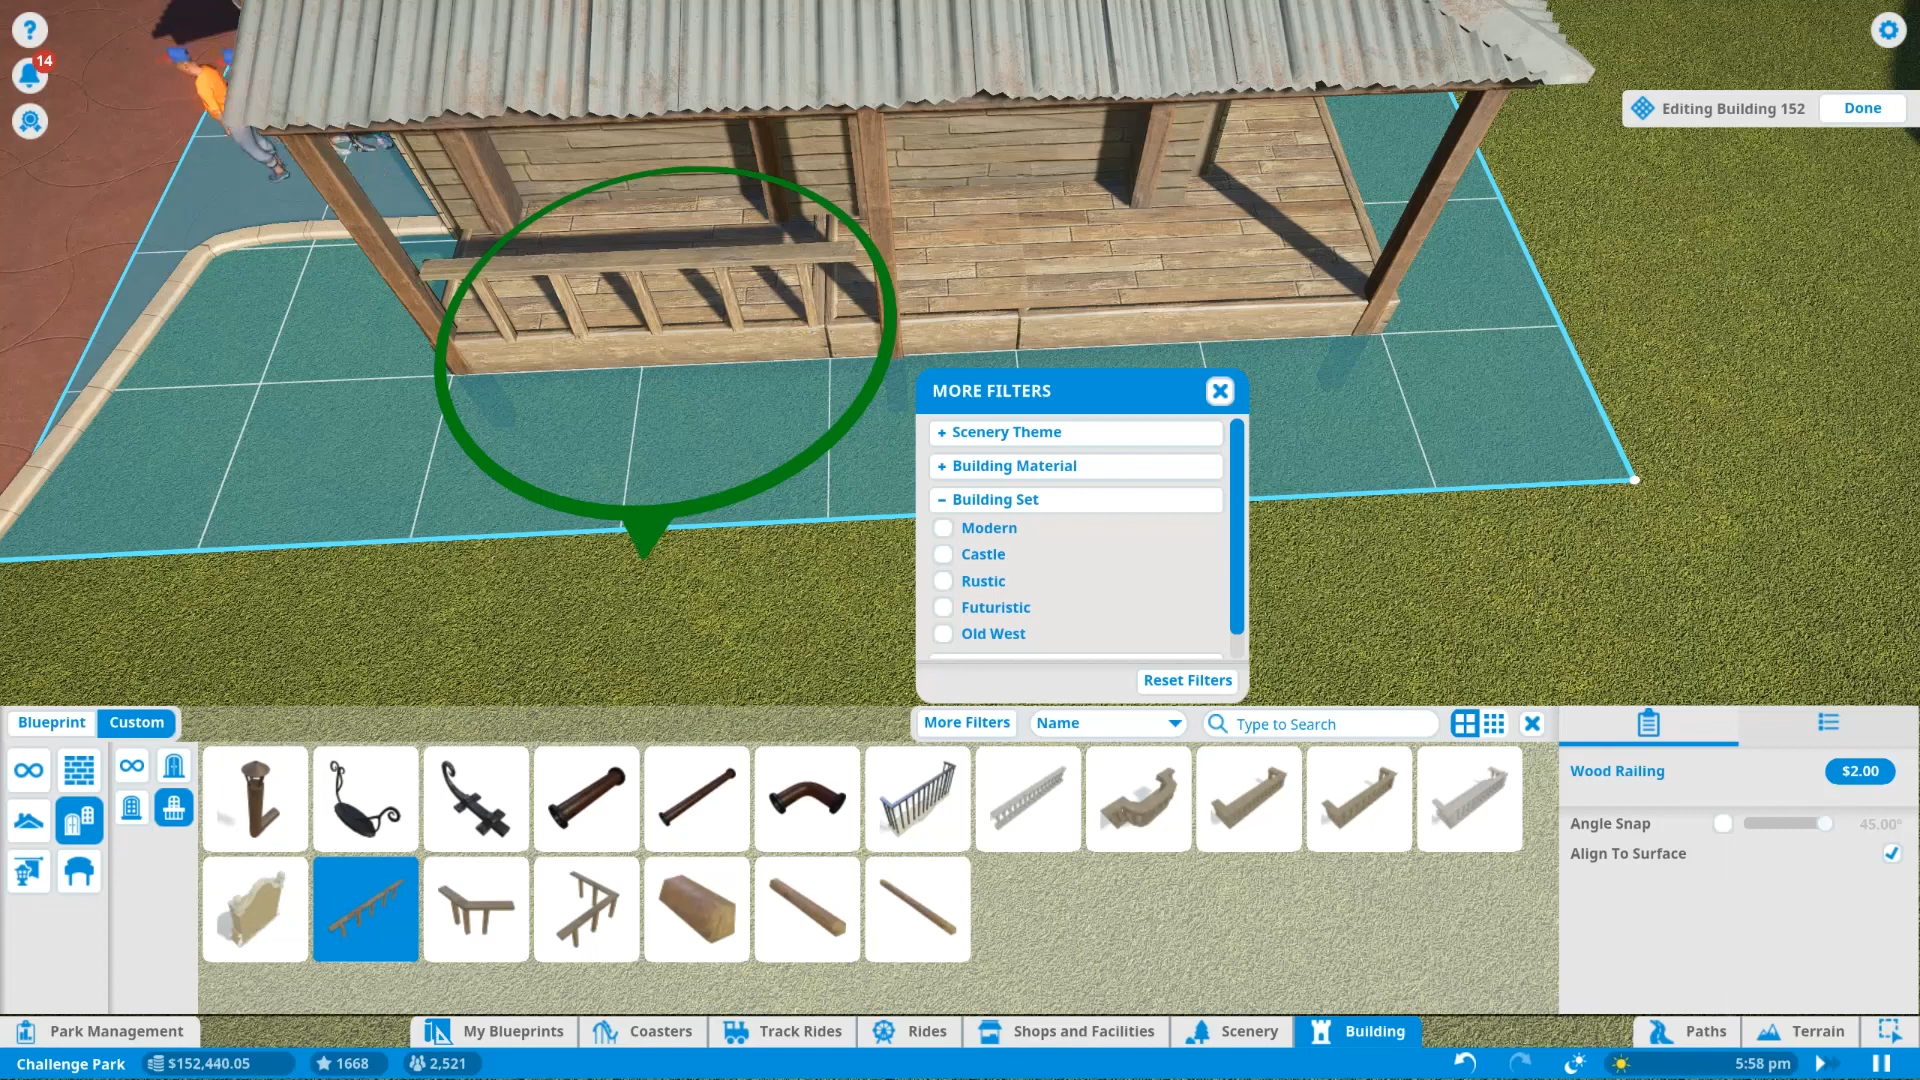 ?
14
Editing Building 152
Done
MORE FILTERS
+ Scenery Theme
+ Building Material
- Building Set
Modern
Castle
Rustic
Futuristic
Old West
Reset Filters
Blueprint
Custom
More Filters
Name
Type to Search
Wood Railing
$2.00
Angle Snap
45.00°
Align To Surface
Park Management
My Blueprints
Coasters
Track Rides
Rides
Shops and Facilities
Scenery
Building
Paths
Terrain
Challenge Park
$152,440.05
1668
2,521
5:58 pm